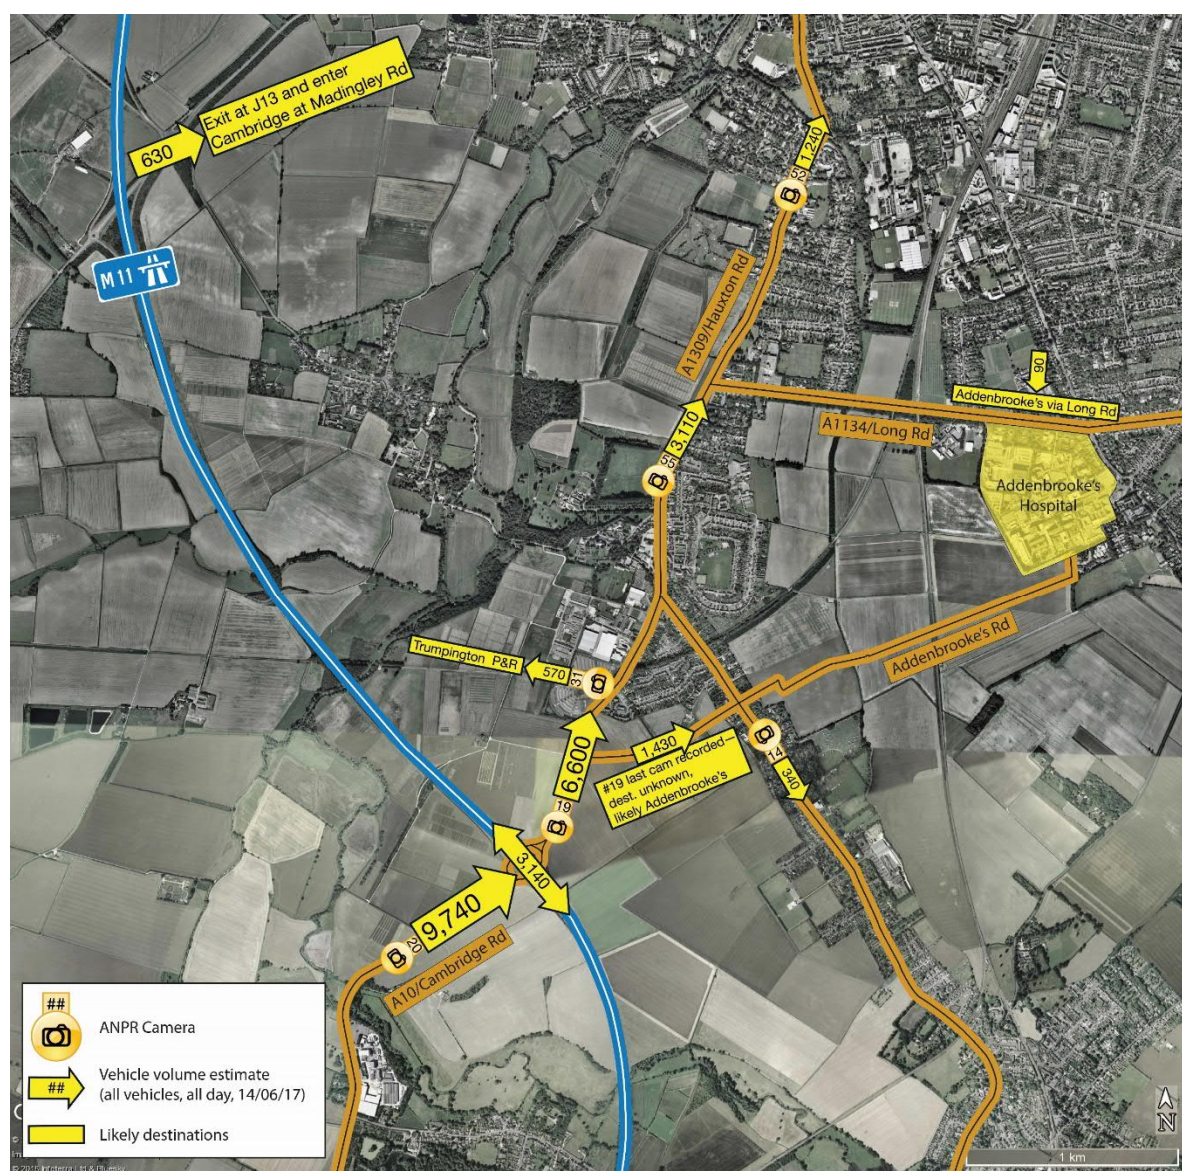 Exit at J13 and enter
Cambridge at Madingley Rd
630
M 11
52
1,240
A1309/Hauxton Rd
90
Addenbrooke's via Long Rd
A1134/Long Rd
55
3,110
Addenbrooke's
Hospital
Addenbrooke's Rd
Trumpington P&R
570
31
6,600
1,430
#19 last cam recorded–
dest. unknown,
likely Addenbrooke's
14
340
19
3,140
9,740
20
A10/Cambridge Rd
##
ANPR Camera
##
Vehicle volume estimate
(all vehicles, all day, 14/06/17)
Likely destinations
N
1 km